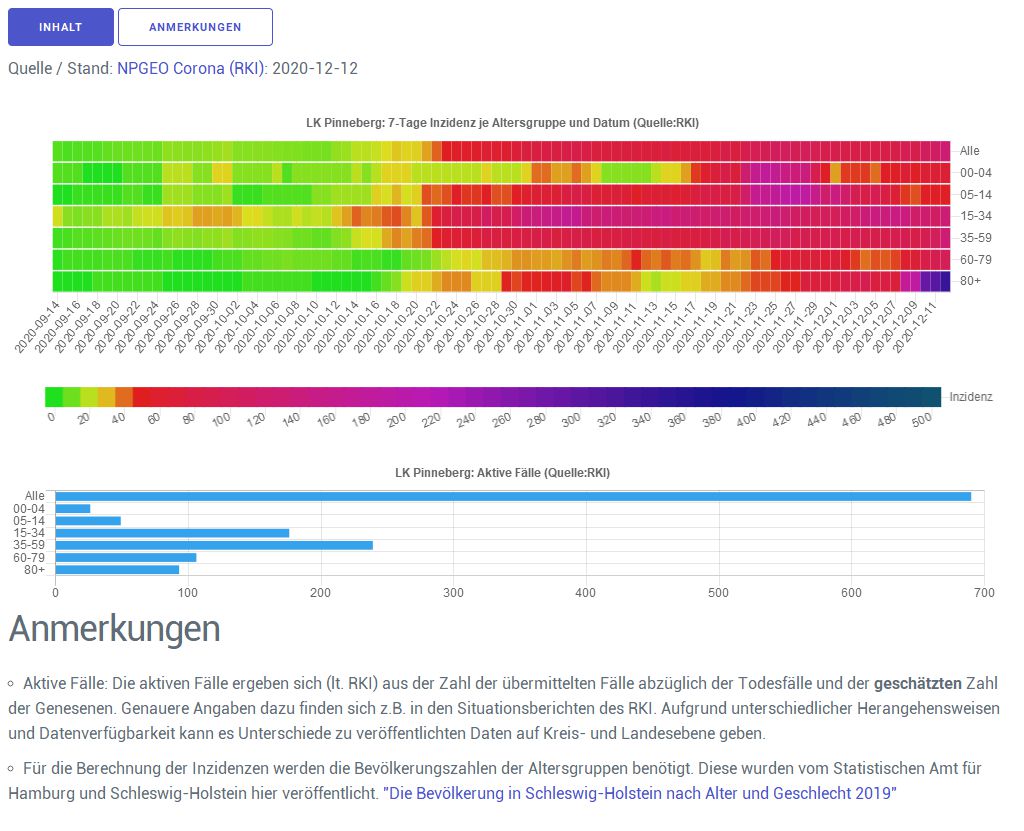 INHALT ANMERKUNGEN
Quelle / Stand: NPGEO Corona (RKI): 2020-12-12
LK Pinneberg: 7-Tage Inzidenz je Altersgruppe und Datum (Quelle:RKI)
Alle
00-04
05-14
15-34
35-59
60-79
80+
2020-09-14 2020-09-16 2020-09-18 2020-09-20 2020-09-22 2020-09-24 2020-09-26 2020-09-28 2020-09-30 2020-10-02 2020-10-04 2020-10-06 2020-10-08 2020-10-10 2020-10-12 2020-10-14 2020-10-16 2020-10-18 2020-10-20 2020-10-22 2020-10-24 2020-10-26 2020-10-28 2020-10-30 2020-11-01 2020-11-03 2020-11-05 2020-11-07 2020-11-09 2020-11-11 2020-11-13 2020-11-15 2020-11-17 2020-11-19 2020-11-21 2020-11-23 2020-11-25 2020-11-27 2020-11-29 2020-12-01 2020-12-03 2020-12-05 2020-12-07 2020-12-09 2020-12-11
Inzidenz
0 20 40 60 80 100 120 140 160 180 200 220 240 260 280 300 320 340 360 380 400 420 440 460 480 500
LK Pinneberg: Aktive Fälle (Quelle:RKI)
Alle
00-04
05-14
15-34
35-59
60-79
80+
0 100 200 300 400 500 600 700
Anmerkungen
Aktive Fälle: Die aktiven Fälle ergeben sich (lt. RKI) aus der Zahl der übermittelten Fälle abzüglich der Todesfälle und der geschätzten Zahl
der Genesenen. Genauere Angaben dazu finden sich z.B. in den Situationsberichten des RKI. Aufgrund unterschiedlicher Herangehensweisen
und Datenverfügbarkeit kann es Unterschiede zu veröffentlichten Daten auf Kreis- und Landesebene geben.
Für die Berechnung der Inzidenzen werden die Bevölkerungszahlen der Altersgruppen benötigt. Diese wurden vom Statistischen Amt für
Hamburg und Schleswig-Holstein hier veröffentlicht. "Die Bevölkerung in Schleswig-Holstein nach Alter und Geschlecht 2019"